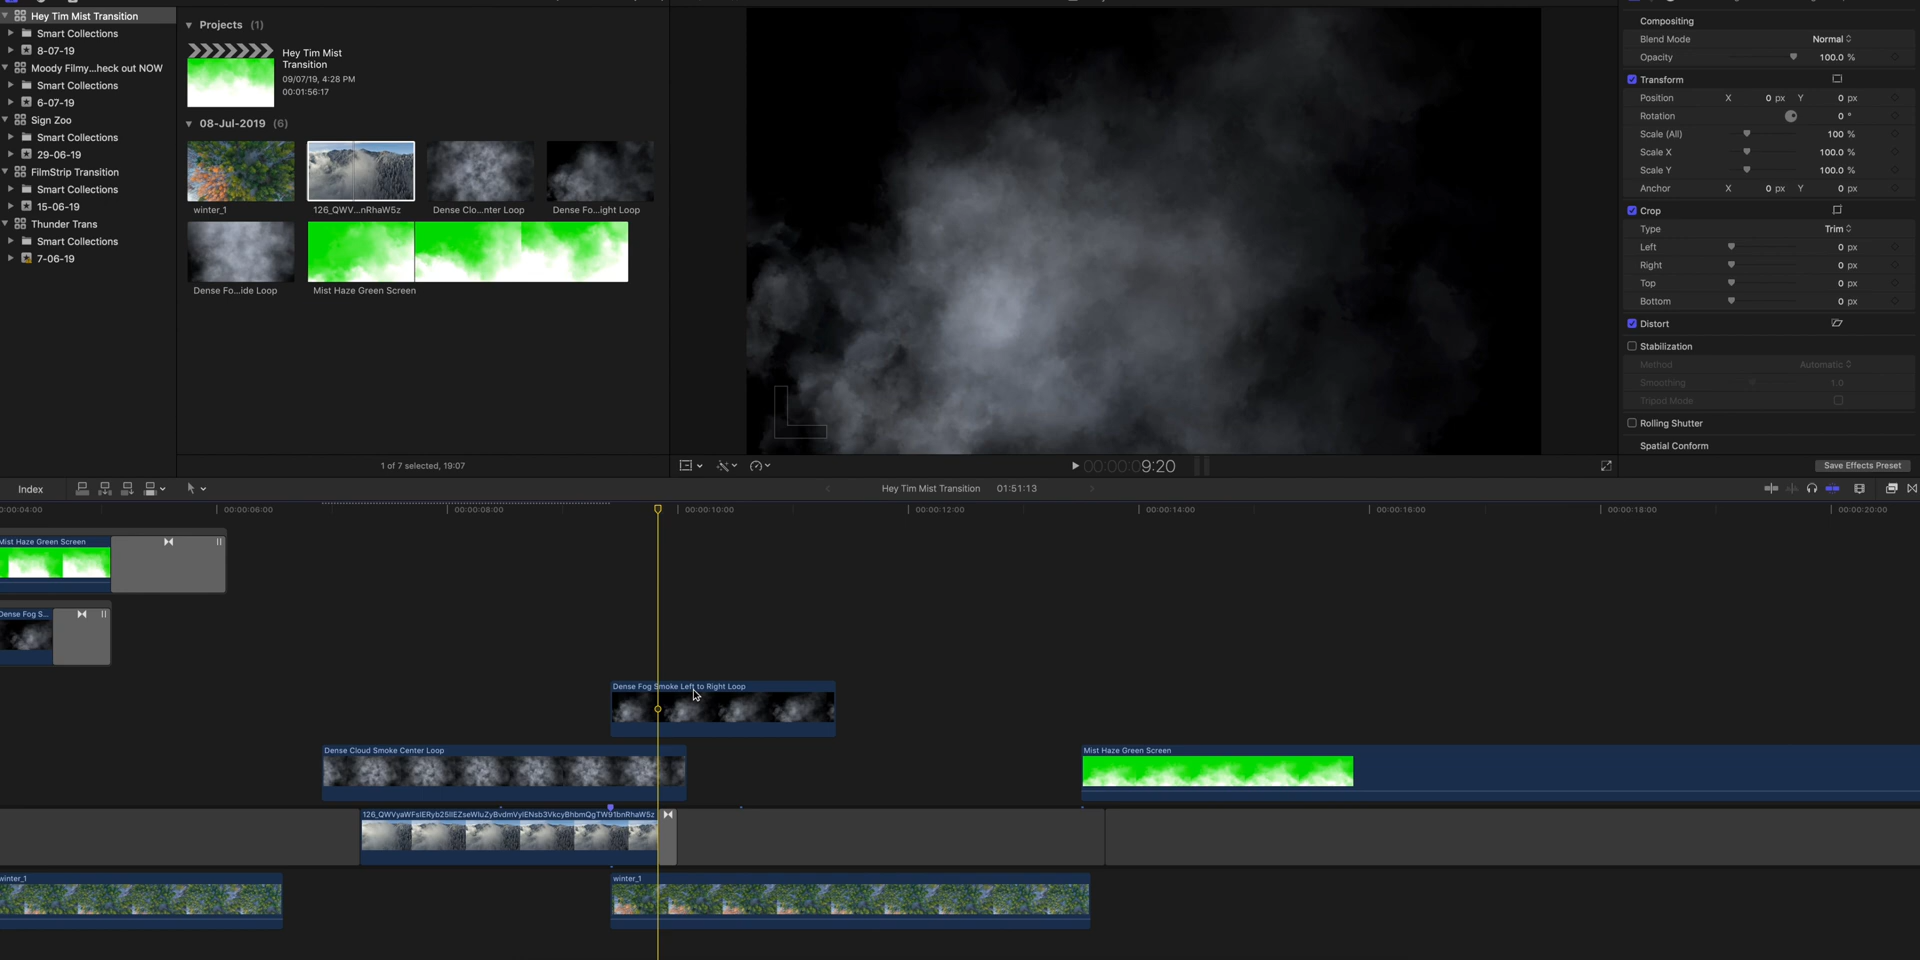 Hey Tim Mist Transition
Smart Collections
8-07-19
Moody Filmy...heck out NOW
Smart Collections
6-07-19
Sign Zoo
Smart Collections
29-06-19
FilmStrip Transition
Smart Collections
15-06-19
Thunder Trans
Smart Collections
7-06-19
Projects (1)
Hey Tim Mist
Transition
09/07/19, 4:28 PM
00:01:56:17
08-Jul-2019 (6)
winter_1
126_QWV...nRhaW5z
Dense Clo...nter Loop
Dense Fo...ight Loop
Dense Fo...ide Loop
Mist Haze Green Screen
1 of 7 selected, 19:07
00:00:09:20
Compositing
Blend Mode Normal
Opacity 100.0 %
Transform
Position X 0 px Y 0 px
Rotation 0 °
Scale (All) 100 %
Scale X 100.0 %
Scale Y 100.0 %
Anchor X 0 px Y 0 px
Crop
Type Trim
Left 0 px
Right 0 px
Top 0 px
Bottom 0 px
Distort
Stabilization
Method Automatic
Smoothing 1.0
Tripod Mode
Rolling Shutter
Spatial Conform
Save Effects Preset
Index
Hey Tim Mist Transition 01:51:13
0:00:04:00 00:00:06:00 00:00:08:00 00:00:10:00 00:00:12:00 00:00:14:00 00:00:16:00 00:00:18:00 00:00:20:00
Mist Haze Green Screen
Dense Fog S...
Dense Fog Smoke Left to Right Loop
Dense Cloud Smoke Center Loop
Mist Haze Green Screen
winter_1
winter_1